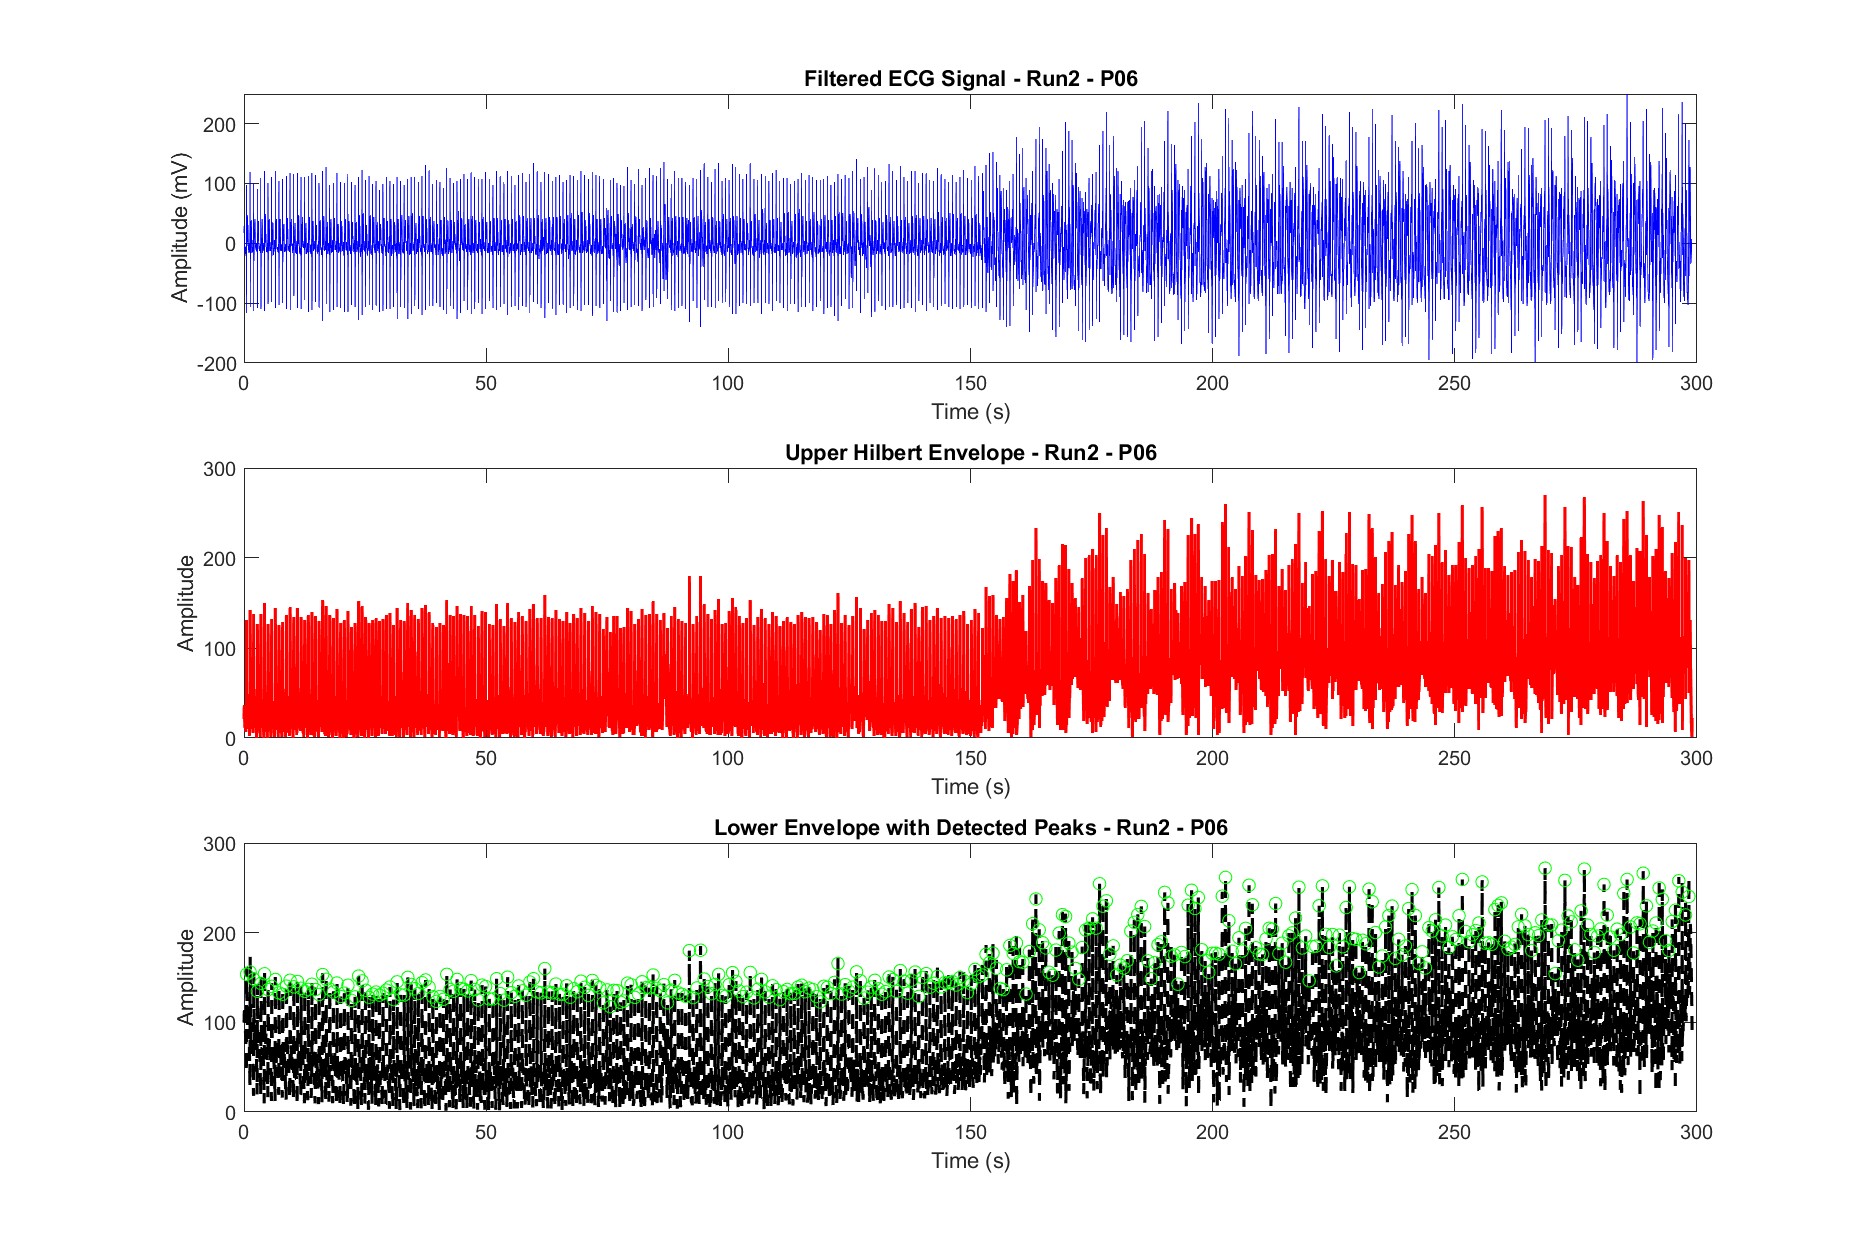 Filtered ECG Signal - Run2 - P06
Amplitude (mV)
200
100
0
-100
-200
0 50 100 150 200 250 300
Time (s)
Upper Hilbert Envelope - Run2 - P06
Amplitude
300
200
100
0
0 50 100 150 200 250 300
Time (s)
Lower Envelope with Detected Peaks - Run2 - P06
Amplitude
300
200
100
0
0 50 100 150 200 250 300
Time (s)